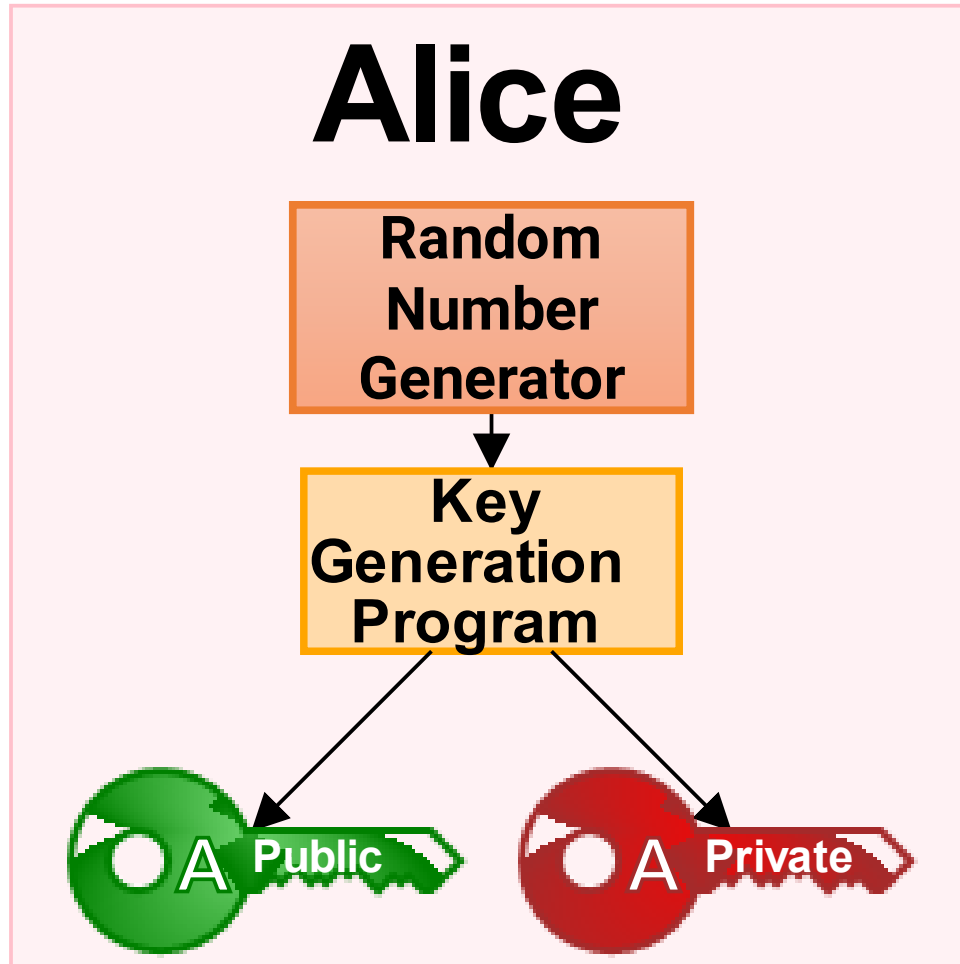 Alice
Random
Number
Generator
Key
Generation
Program
A Public
A Private